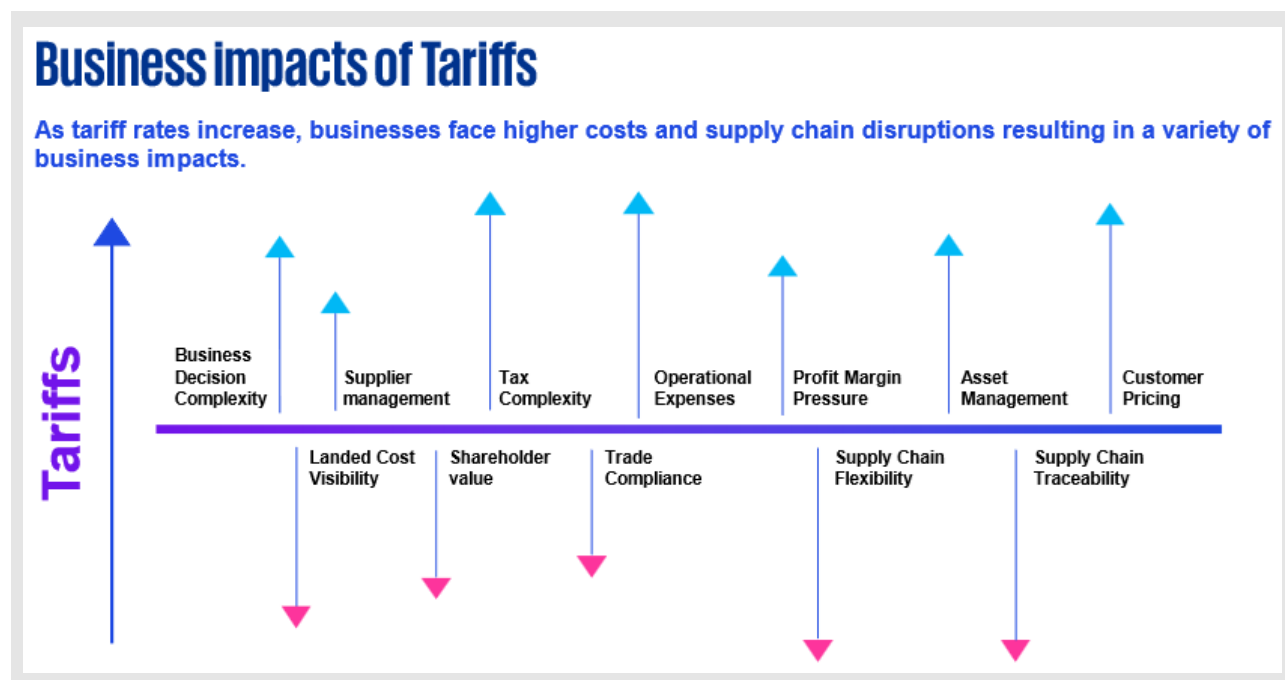 Business impacts of Tariffs
As tariff rates increase, businesses face higher costs and supply chain disruptions resulting in a variety of
business impacts.
Tariffs
Business
Decision
Complexity
Supplier
management
Tax
Complexity
Operational
Expenses
Profit Margin
Pressure
Asset
Management
Customer
Pricing
Landed Cost
Visibility
Shareholder
value
Trade
Compliance
Supply Chain
Flexibility
Supply Chain
Traceability